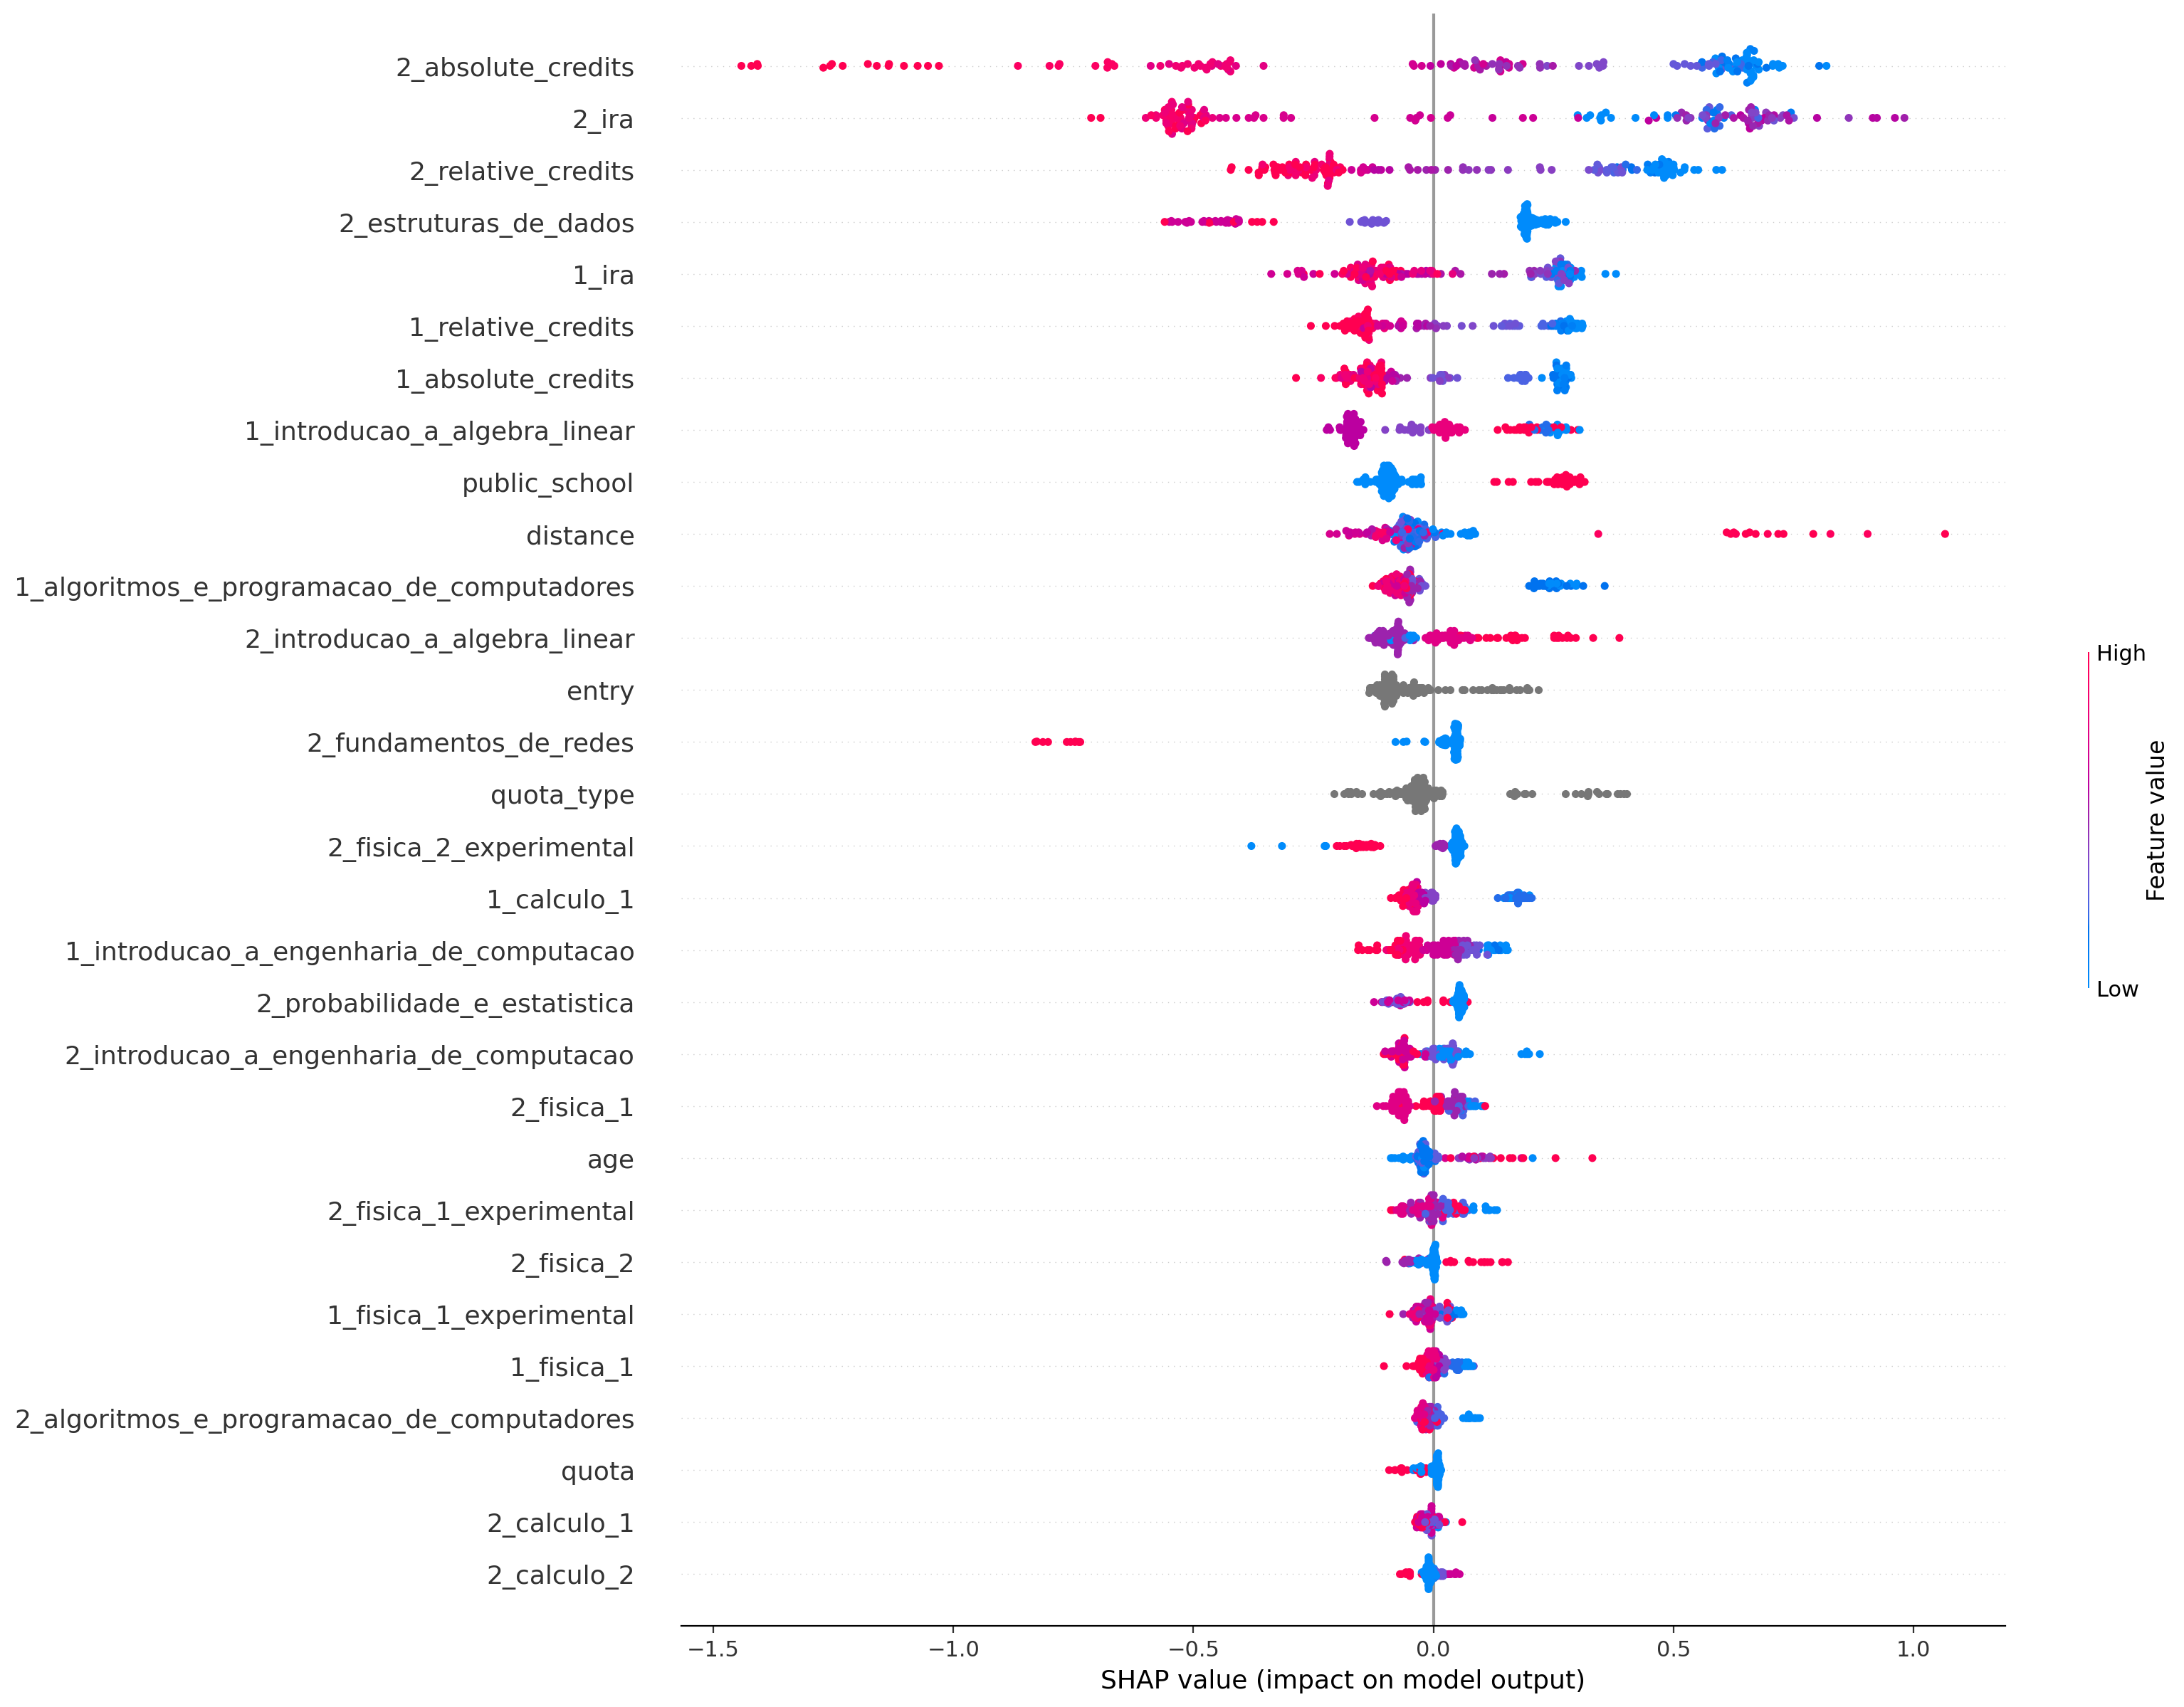 2_absolute_credits
2_ira
2_relative_credits
2_estruturas_de_dados
1_ira
1_relative_credits
1_absolute_credits
1_introducao_a_algebra_linear
public_school
distance
1_algoritmos_e_programacao_de_computadores
2_introducao_a_algebra_linear
entry
2_fundamentos_de_redes
quota_type
2_fisica_2_experimental
1_calculo_1
1_introdução_a_engenharia_de_computacao
2_probabilidade_e_estatistica
2_introducao_a_engenharia_de_computacao
2_fisica_1
age
2_fisica_1_experimental
2_fisica_2
1_fisica_1_experimental
1_fisica_1
2_algoritmos_e_programacao_de_computadores
quota
2_calculo_1
2_calculo_2
−1.5
−1.0
−0.5
0.0
0.5
1.0
SHAP value (impact on model output)
High
Feature value
Low